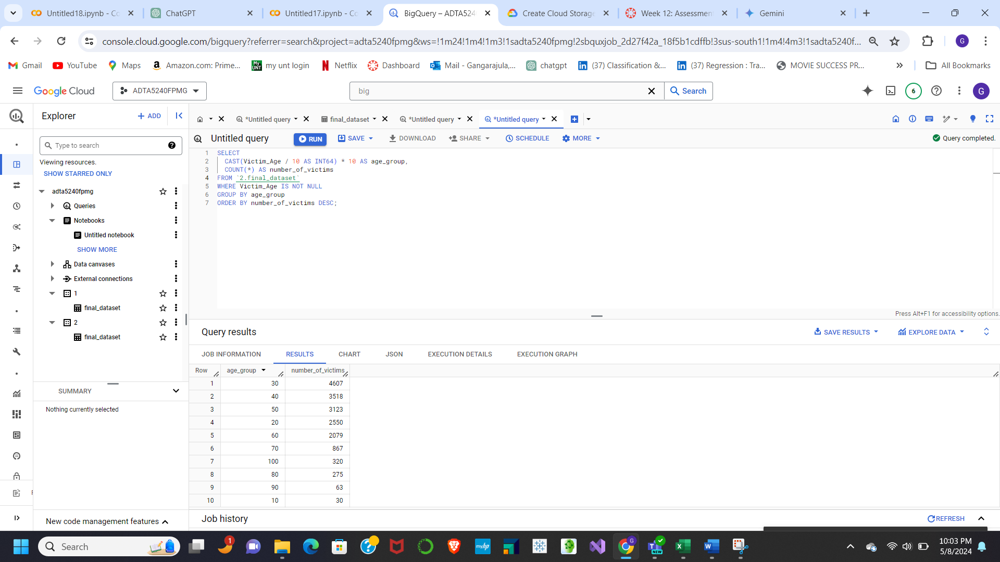 Untitled18.ipynb - Co
ChatGPT
Untitled17.ipynb - Co
BigQuery – ADTA524
Create Cloud Storage
Week 12: Assessmen
Gemini
console.cloud.google.com/bigquery?referrer=search&project=adta5240fpmg&ws=!1m24!1m4!1m3!1sadta5240fpmg!2sbquxjob_2d27f42a_18f5b1cdffb!3sus-south1!1m4!4m3!1sadta5240f...
G
Gmail
YouTube
Maps
Amazon.com: Prime...
my unt login
Netflix
Dashboard
Mail - Gangarajula,...
chatgpt
(37) Classification &...
(37) Regression : Tra...
MOVIE SUCCESS PR...
All Bookmarks
Google Cloud
ADTA5240FPMG
big
Search
6
G
Explorer
ADD
*Untitled query
final_dataset
*Untitled query
*Untitled query
Type to search
Untitled query
RUN
SAVE
DOWNLOAD
SHARE
SCHEDULE
MORE
Query completed.
Viewing resources.
SHOW STARRED ONLY
adta5240fpmg
Queries
Notebooks
Untitled notebook
SHOW MORE
Data canvases
External connections
1
final_dataset
2
final_dataset
SUMMARY
Nothing currently selected
New code management features
1 SELECT
2 CAST(Victim_Age / 10 AS INT64) * 10 AS age_group,
3 COUNT(*) AS number_of_victims
4 FROM `2.final_dataset`
5 WHERE Victim_Age IS NOT NULL
6 GROUP BY age_group
7 ORDER BY number_of_victims DESC;
Press Alt+F1 for accessibility options.
Query results
SAVE RESULTS
EXPLORE DATA
JOB INFORMATION
RESULTS
CHART
JSON
EXECUTION DETAILS
EXECUTION GRAPH
Row age_group number_of_victims
1 30 4607
2 40 3518
3 50 3123
4 20 2550
5 60 2079
6 70 867
7 100 320
8 80 275
9 90 63
10 10 30
Job history
REFRESH
Search
1
myhp
G
NEW
10:03 PM
5/8/2024